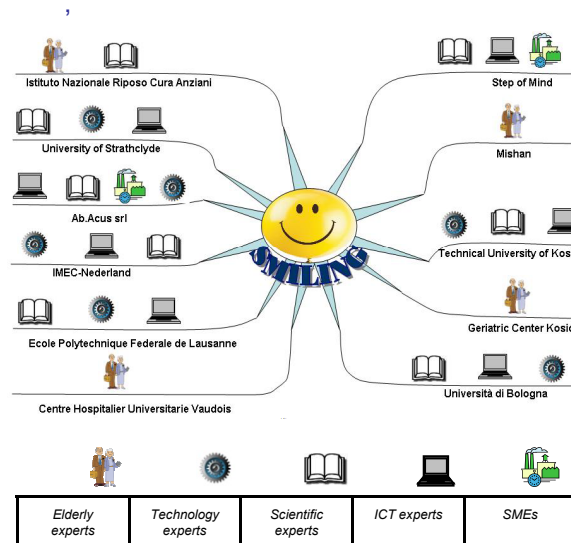 Istituto Nazionale Riposo Cura Anziani
University of Strathclyde
Ab.Acus srl
IMEC-Nederland
Ecole Polytechnique Federale de Lausanne
Centre Hospitalier Universitarie Vaudois
SMILING
Step of Mind
Mishan
Technical University of Kos
Geriatric Center Kosic
Università di Bologna
Elderly experts
Technology experts
Scientific experts
ICT experts
SMEs